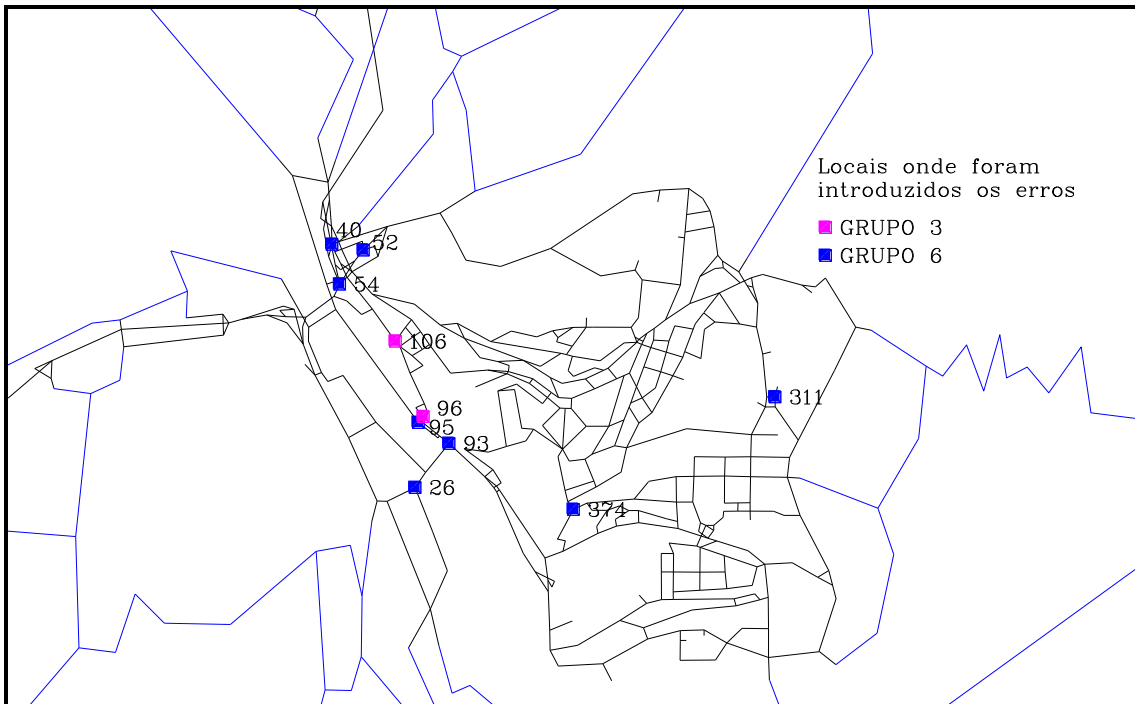 Locais onde foram
introduzidos os erros
GRUPO 3
GRUPO 6
40
52
54
106
96
95
93
26
311
374